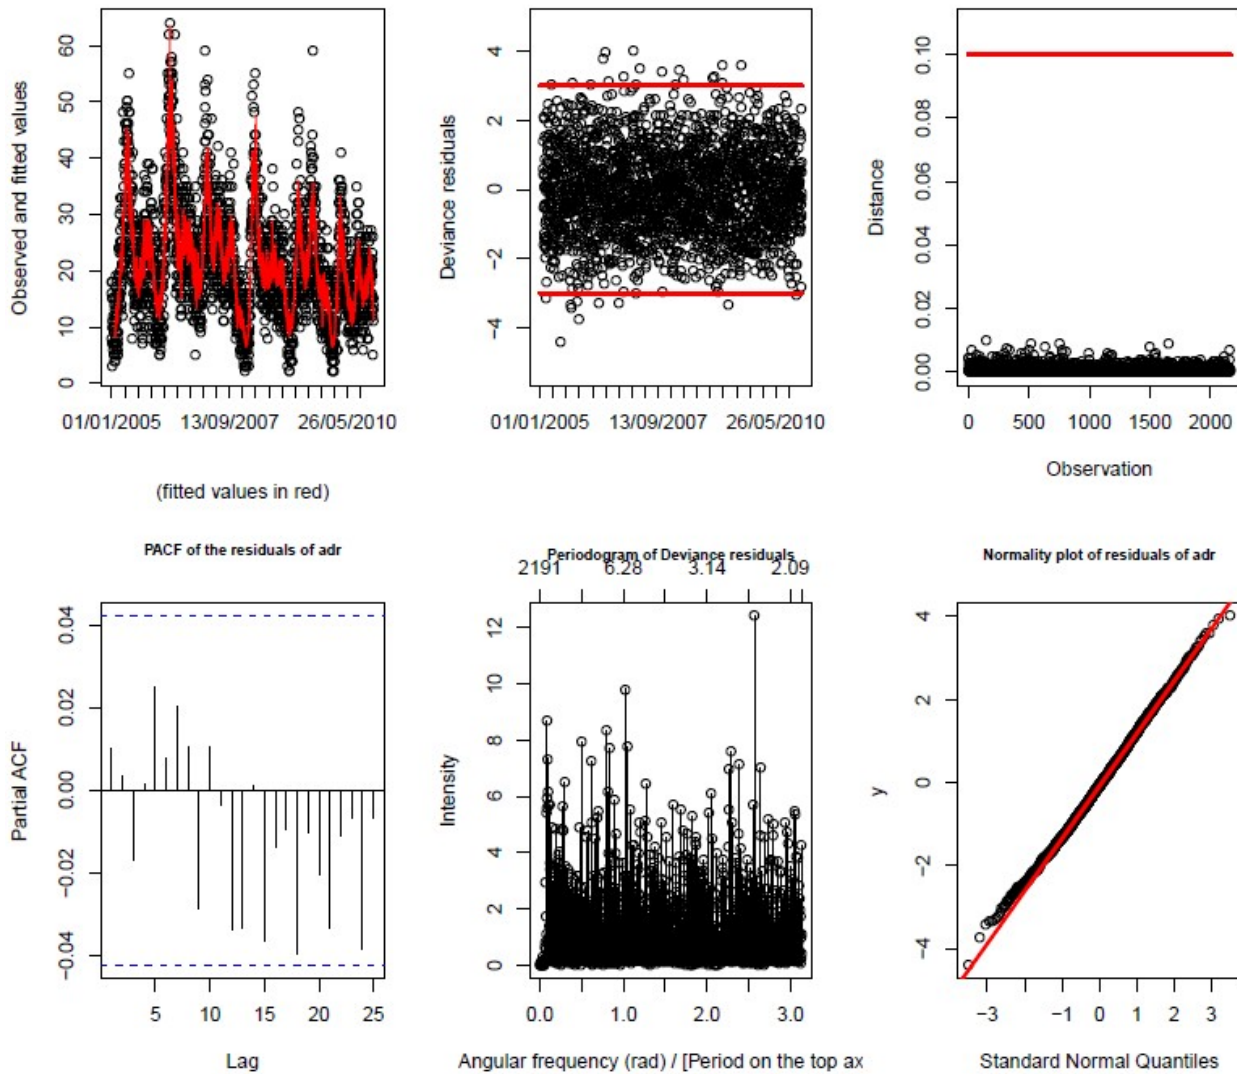 Observed and fitted values
60
50
40
30
20
10
0
01/01/2005 13/09/2007 26/05/2010
(fitted values in red)
Deviance residuals
4
2
0
−2
−4
01/01/2005 13/09/2007 26/05/2010
Distance
0.10
0.08
0.06
0.04
0.02
0.00
0 500 1000 1500 2000
Observation
PACF of the residuals of adr
Partial ACF
0.04
0.02
0.00
−0.02
−0.04
5 10 15 20 25
Lag
Periodogram of Deviance residuals
2191 6.28 3.14 2.09
Intensity
12
10
8
6
4
2
0
0.0 1.0 2.0 3.0
Angular frequency (rad) / [Period on the top ax
Normality plot of residuals of adr
y
4
2
0
−2
−4
−3 −1 0 1 2 3
Standard Normal Quantiles